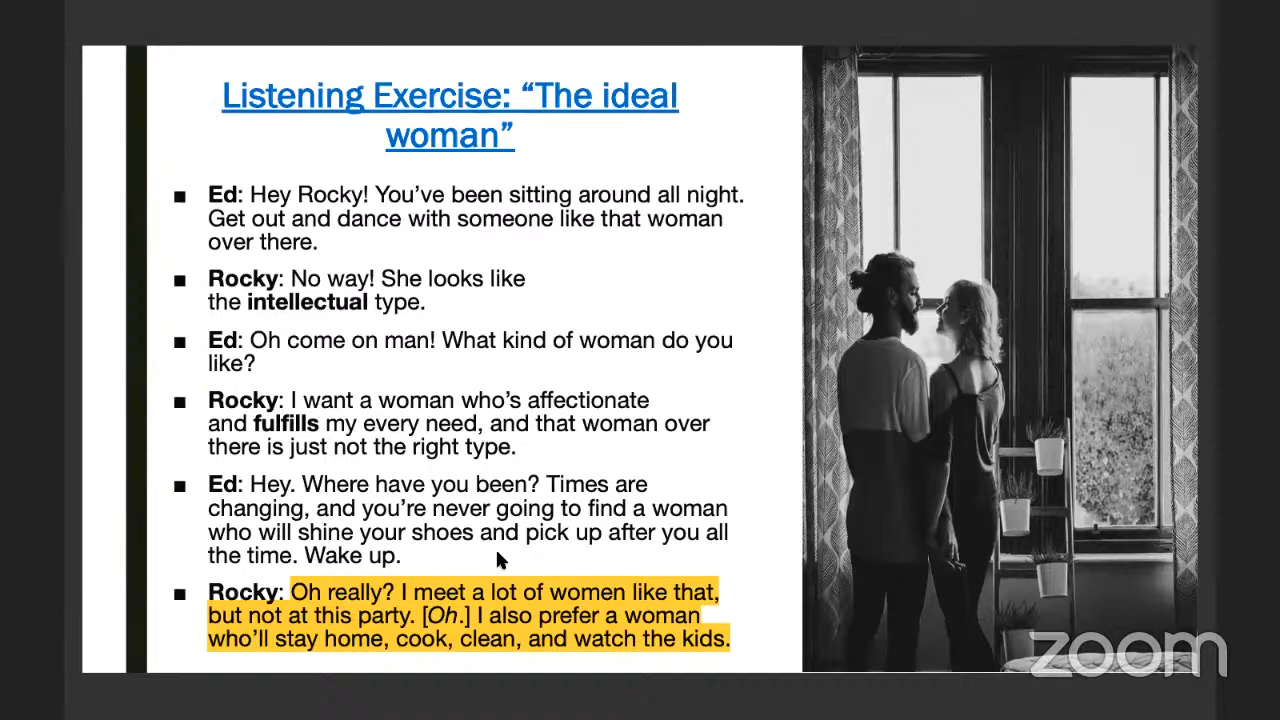 Listening Exercise: “The ideal
woman”
■ Ed: Hey Rocky! You’ve been sitting around all night.
Get out and dance with someone like that woman
over there.
■ Rocky: No way! She looks like
the intellectual type.
■ Ed: Oh come on man! What kind of woman do you
like?
■ Rocky: I want a woman who’s affectionate
and fulfills my every need, and that woman over
there is just not the right type.
■ Ed: Hey. Where have you been? Times are
changing, and you’re never going to find a woman
who will shine your shoes and pick up after you all
the time. Wake up.
■ Rocky: Oh really? I meet a lot of women like that,
but not at this party. [Oh.] I also prefer a woman
who’ll stay home, cook, clean, and watch the kids.
zoom